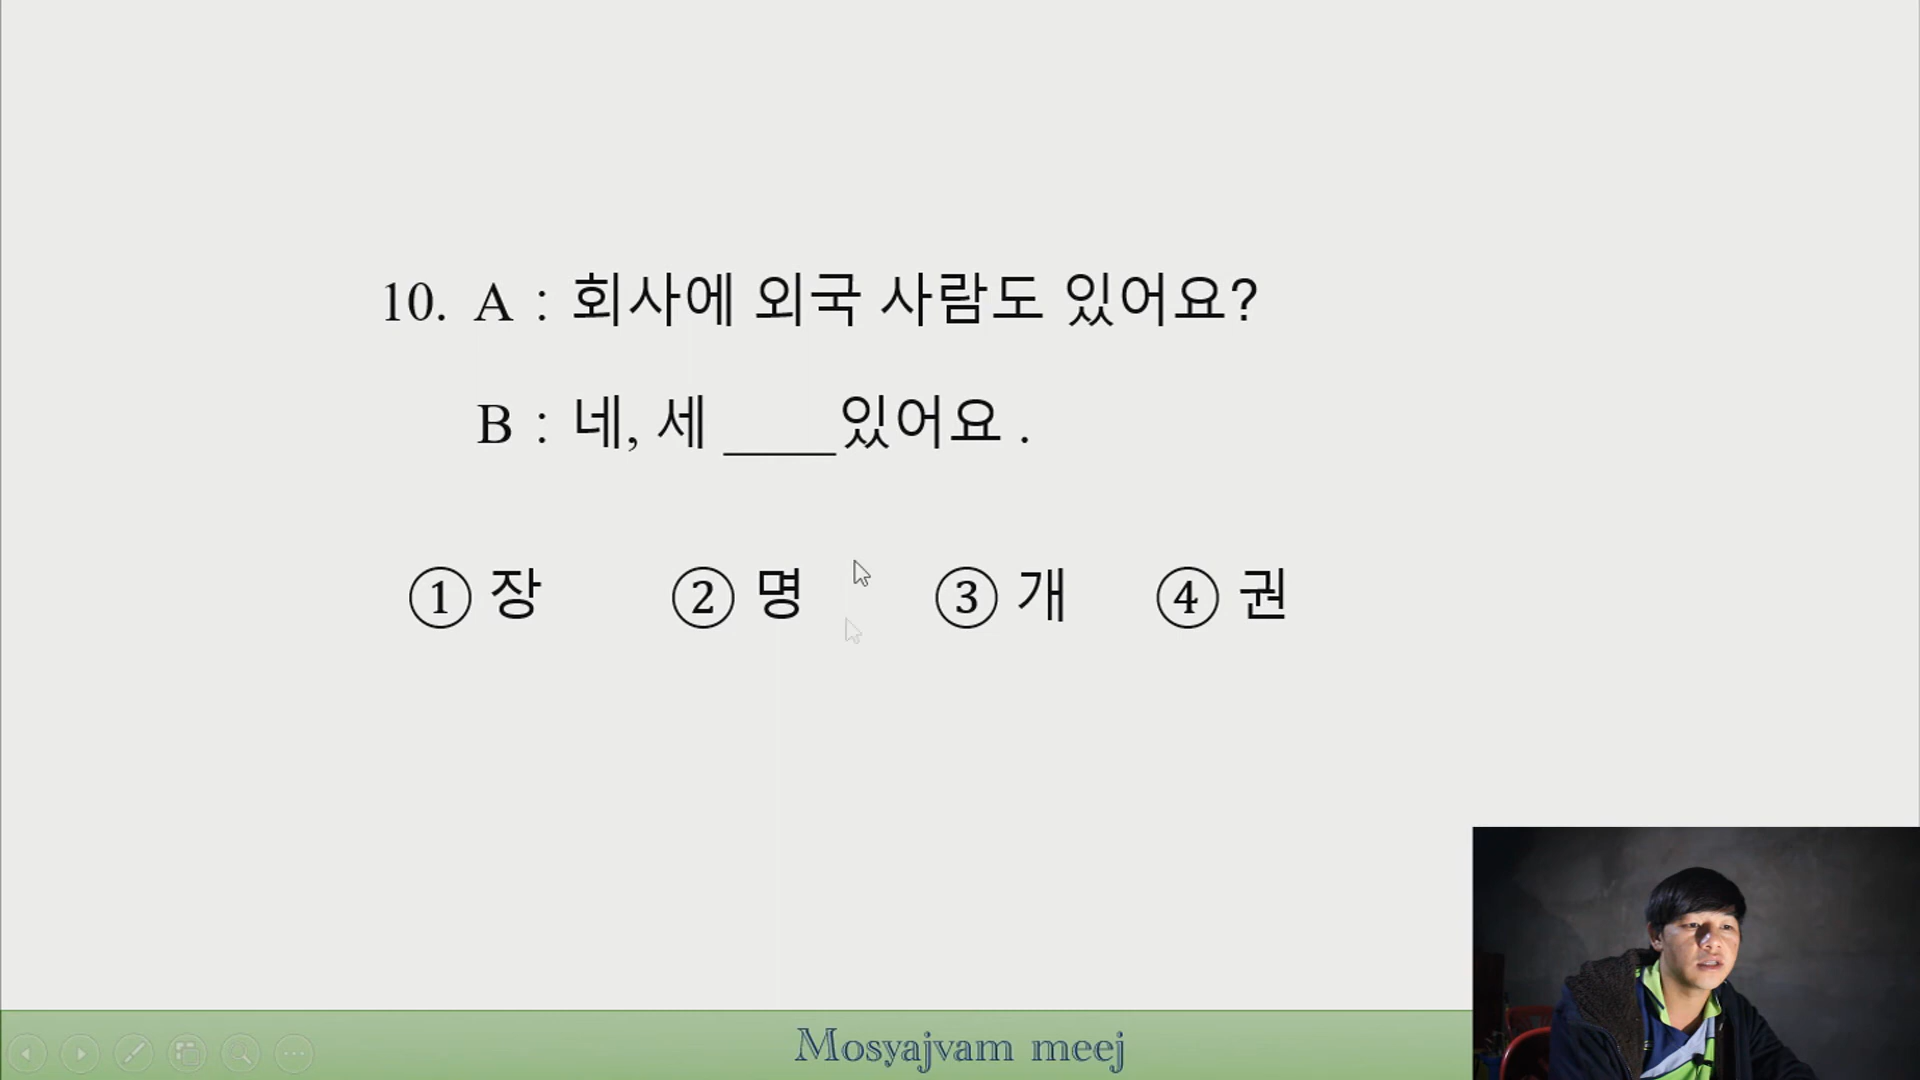 10. A : 회사에 외국 사람도 있어요?
B : 네, 세 ____있어요 .
① 장 ② 명 ③ 개 ④ 권
Mosyajvam meej